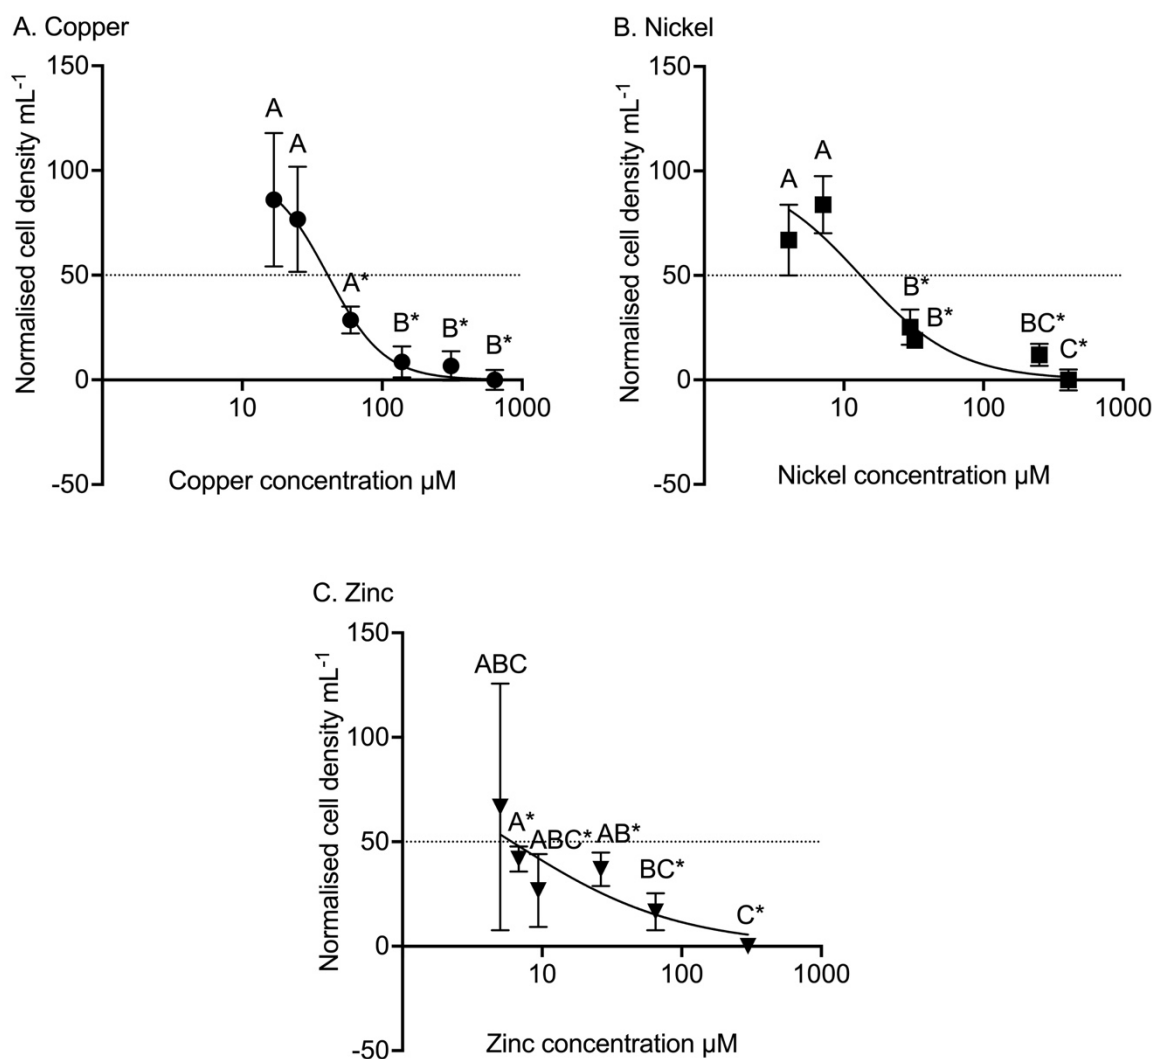 A. Copper
Normalised cell density mL-1
150
100
50
0
-50
A
A
A*
B*
B*
B*
10
100
1000
Copper concentration µM
B. Nickel
Normalised cell density mL-1
150
100
50
0
-50
A
A
B*
B*
BC*
C*
10
100
1000
Nickel concentration µM
C. Zinc
Normalised cell density mL-1
150
100
50
0
-50
ABC
A*
ABC*
AB*
BC*
C*
10
100
1000
Zinc concentration µM